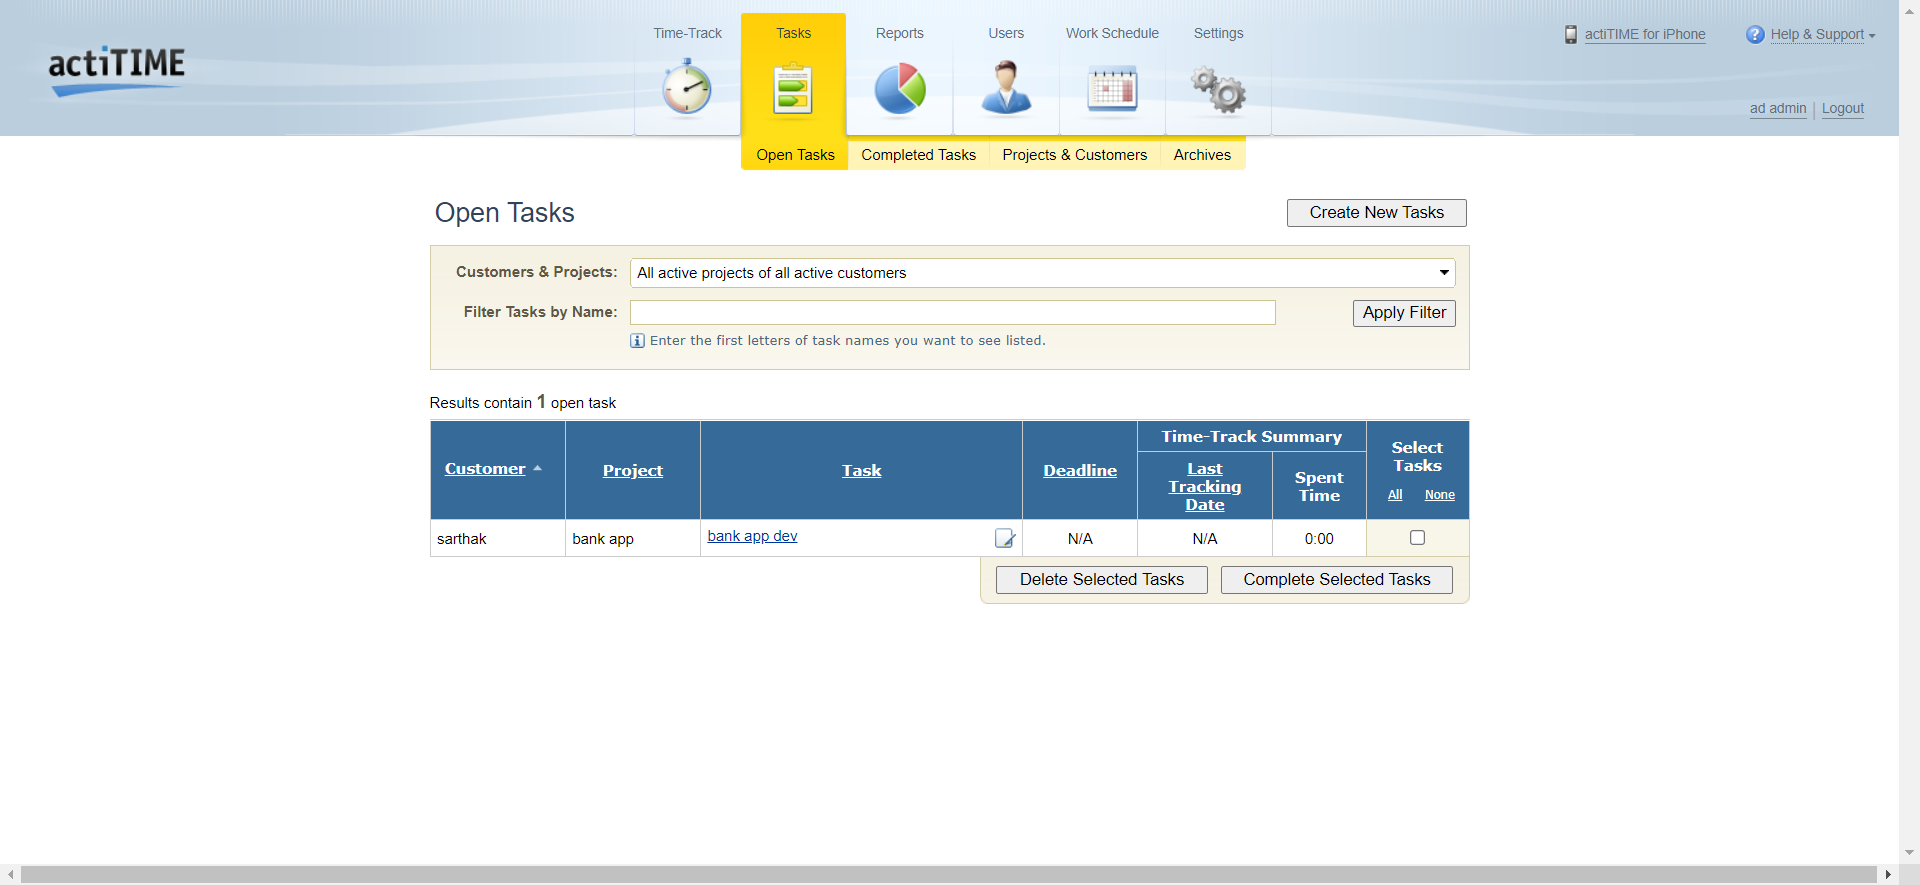 actiTIME
Time-Track
Tasks
Reports
Users
Work Schedule
Settings
actiTIME for iPhone
Help & Support
ad admin
Logout
Open Tasks
Completed Tasks
Projects & Customers
Archives
Open Tasks
Create New Tasks
Customers & Projects:
All active projects of all active customers
Filter Tasks by Name:
Apply Filter
Enter the first letters of task names you want to see listed.
Results contain 1 open task
Customer
Project
Task
Deadline
Time-Track Summary
Last
Tracking
Date
Spent
Time
Select
Tasks
All
None
sarthak
bank app
bank app dev
N/A
N/A
0:00
Delete Selected Tasks
Complete Selected Tasks